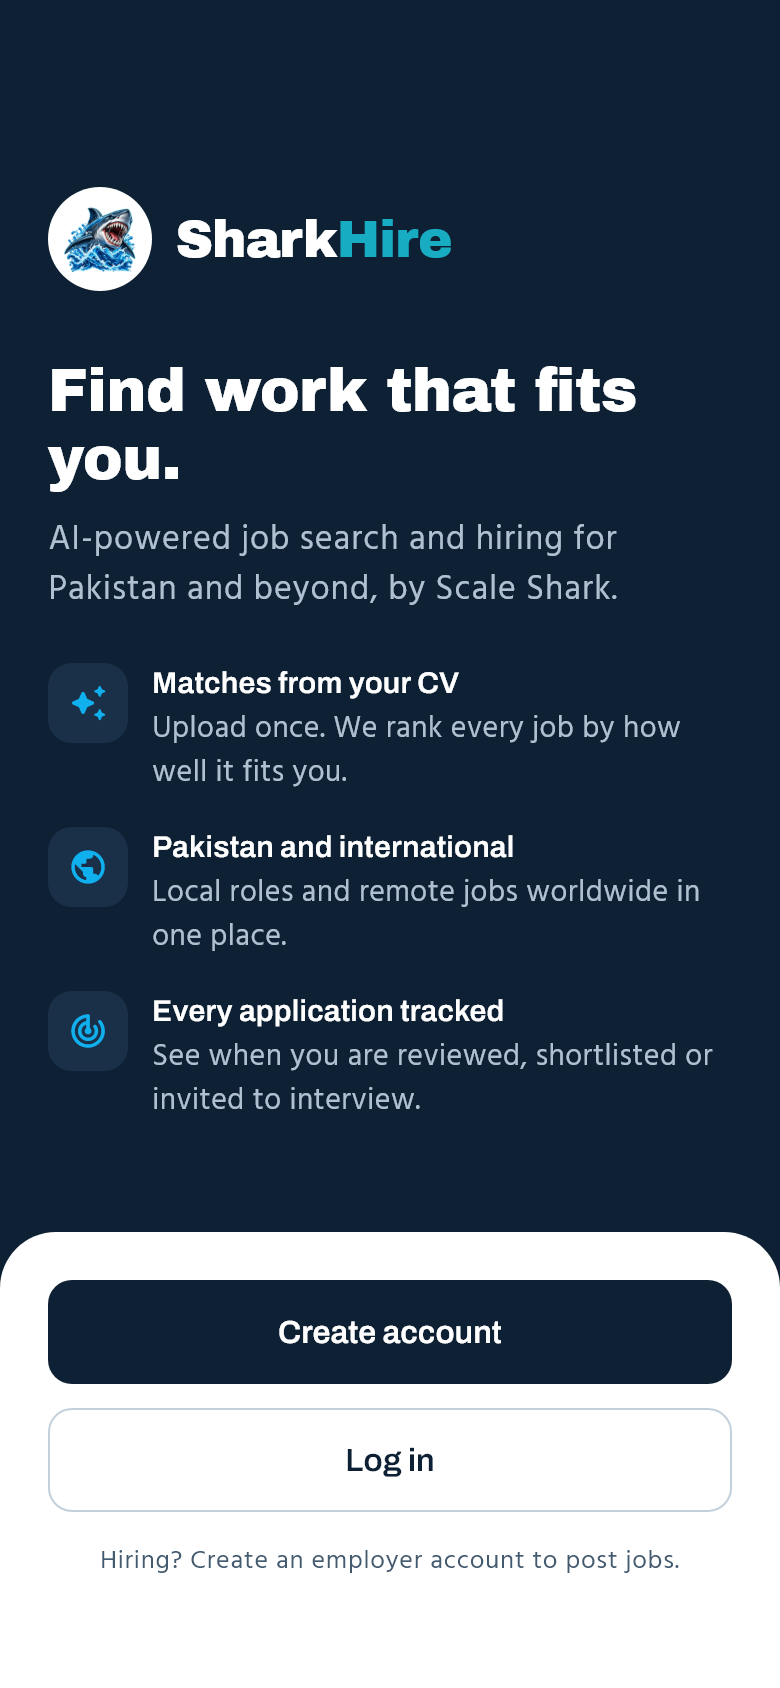 SharkHire
Find work that fits
you.
AI-powered job search and hiring for
Pakistan and beyond, by Scale Shark.
Matches from your CV
Upload once. We rank every job by how
well it fits you.
Pakistan and international
Local roles and remote jobs worldwide in
one place.
Every application tracked
See when you are reviewed, shortlisted or
invited to interview.
Create account
Log in
Hiring? Create an employer account to post jobs.